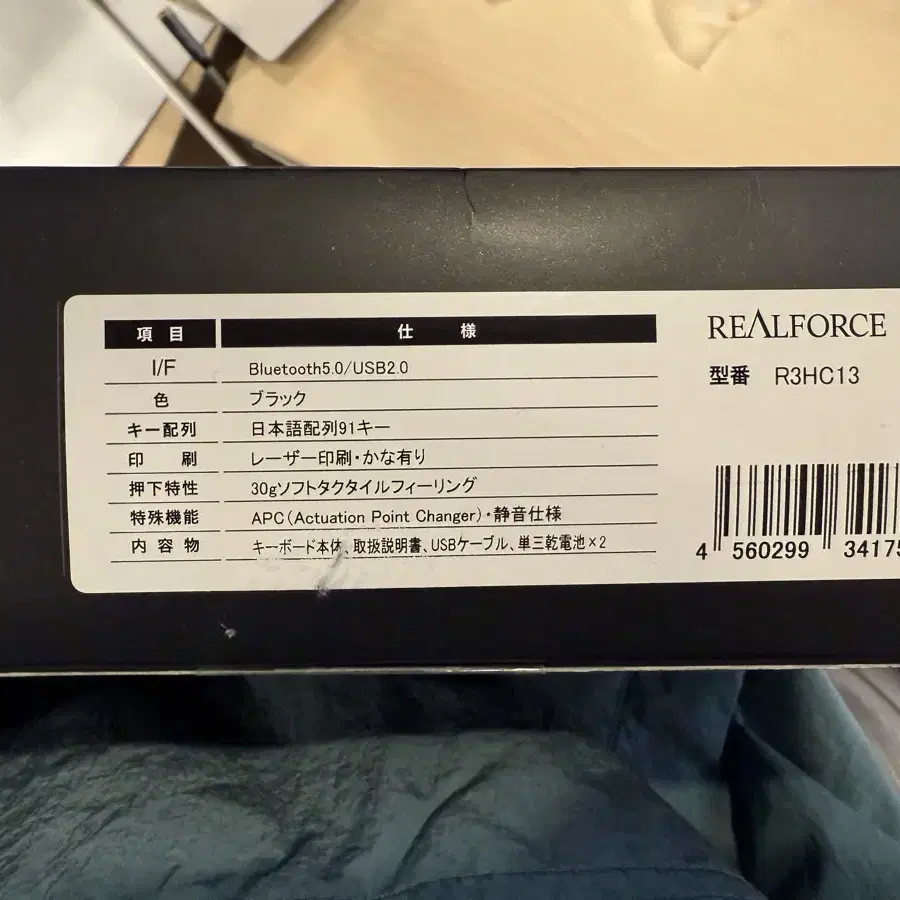 項目 仕様
I/F Bluetooth5.0/USB2.0
色 ブラック
キー配列 日本語配列91キー
印刷 レーザー印刷・かな有り
押下特性 30gソフトタクタイルフィーリング
特殊機能 APC(Actuation Point Changer)・静音仕様
内容物 キーボード本体、取扱説明書、USBケーブル、単三乾電池×2
REALFORCE
型番 R3HC13
4 560299 34175